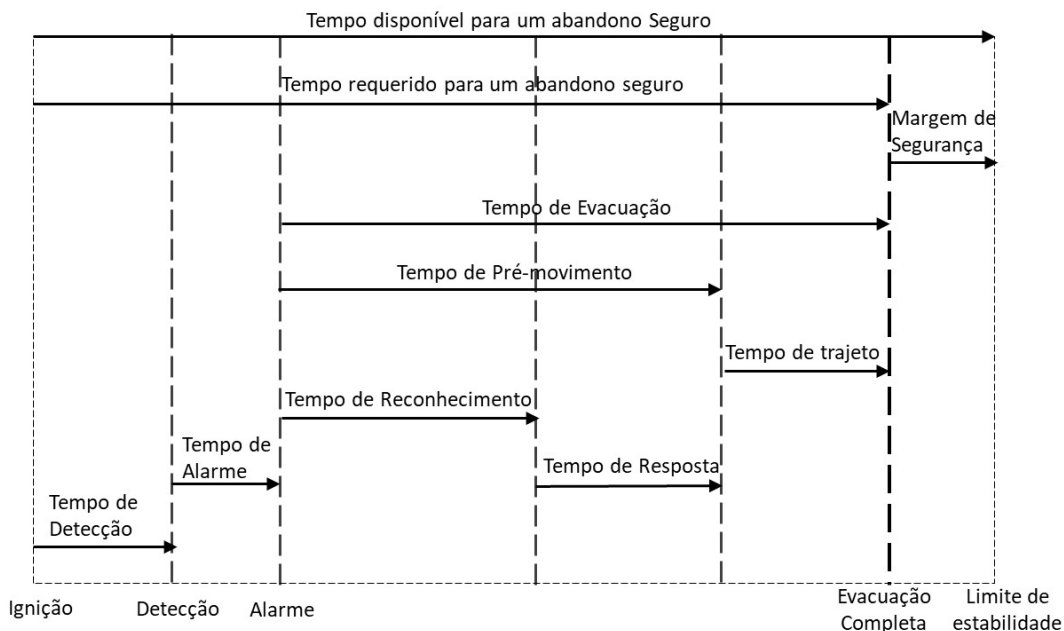 Tempo disponível para um abandono Seguro
Tempo requerido para um abandono seguro
Margem de
Segurança
Tempo de Evacuação
Tempo de Pré-movimento
Tempo de trajeto
Tempo de Reconhecimento
Tempo de
Alarme
Tempo de Resposta
Tempo de
Detecção
Ignição
Detecção
Alarme
Evacuação
Completa
Limite de
estabilidade